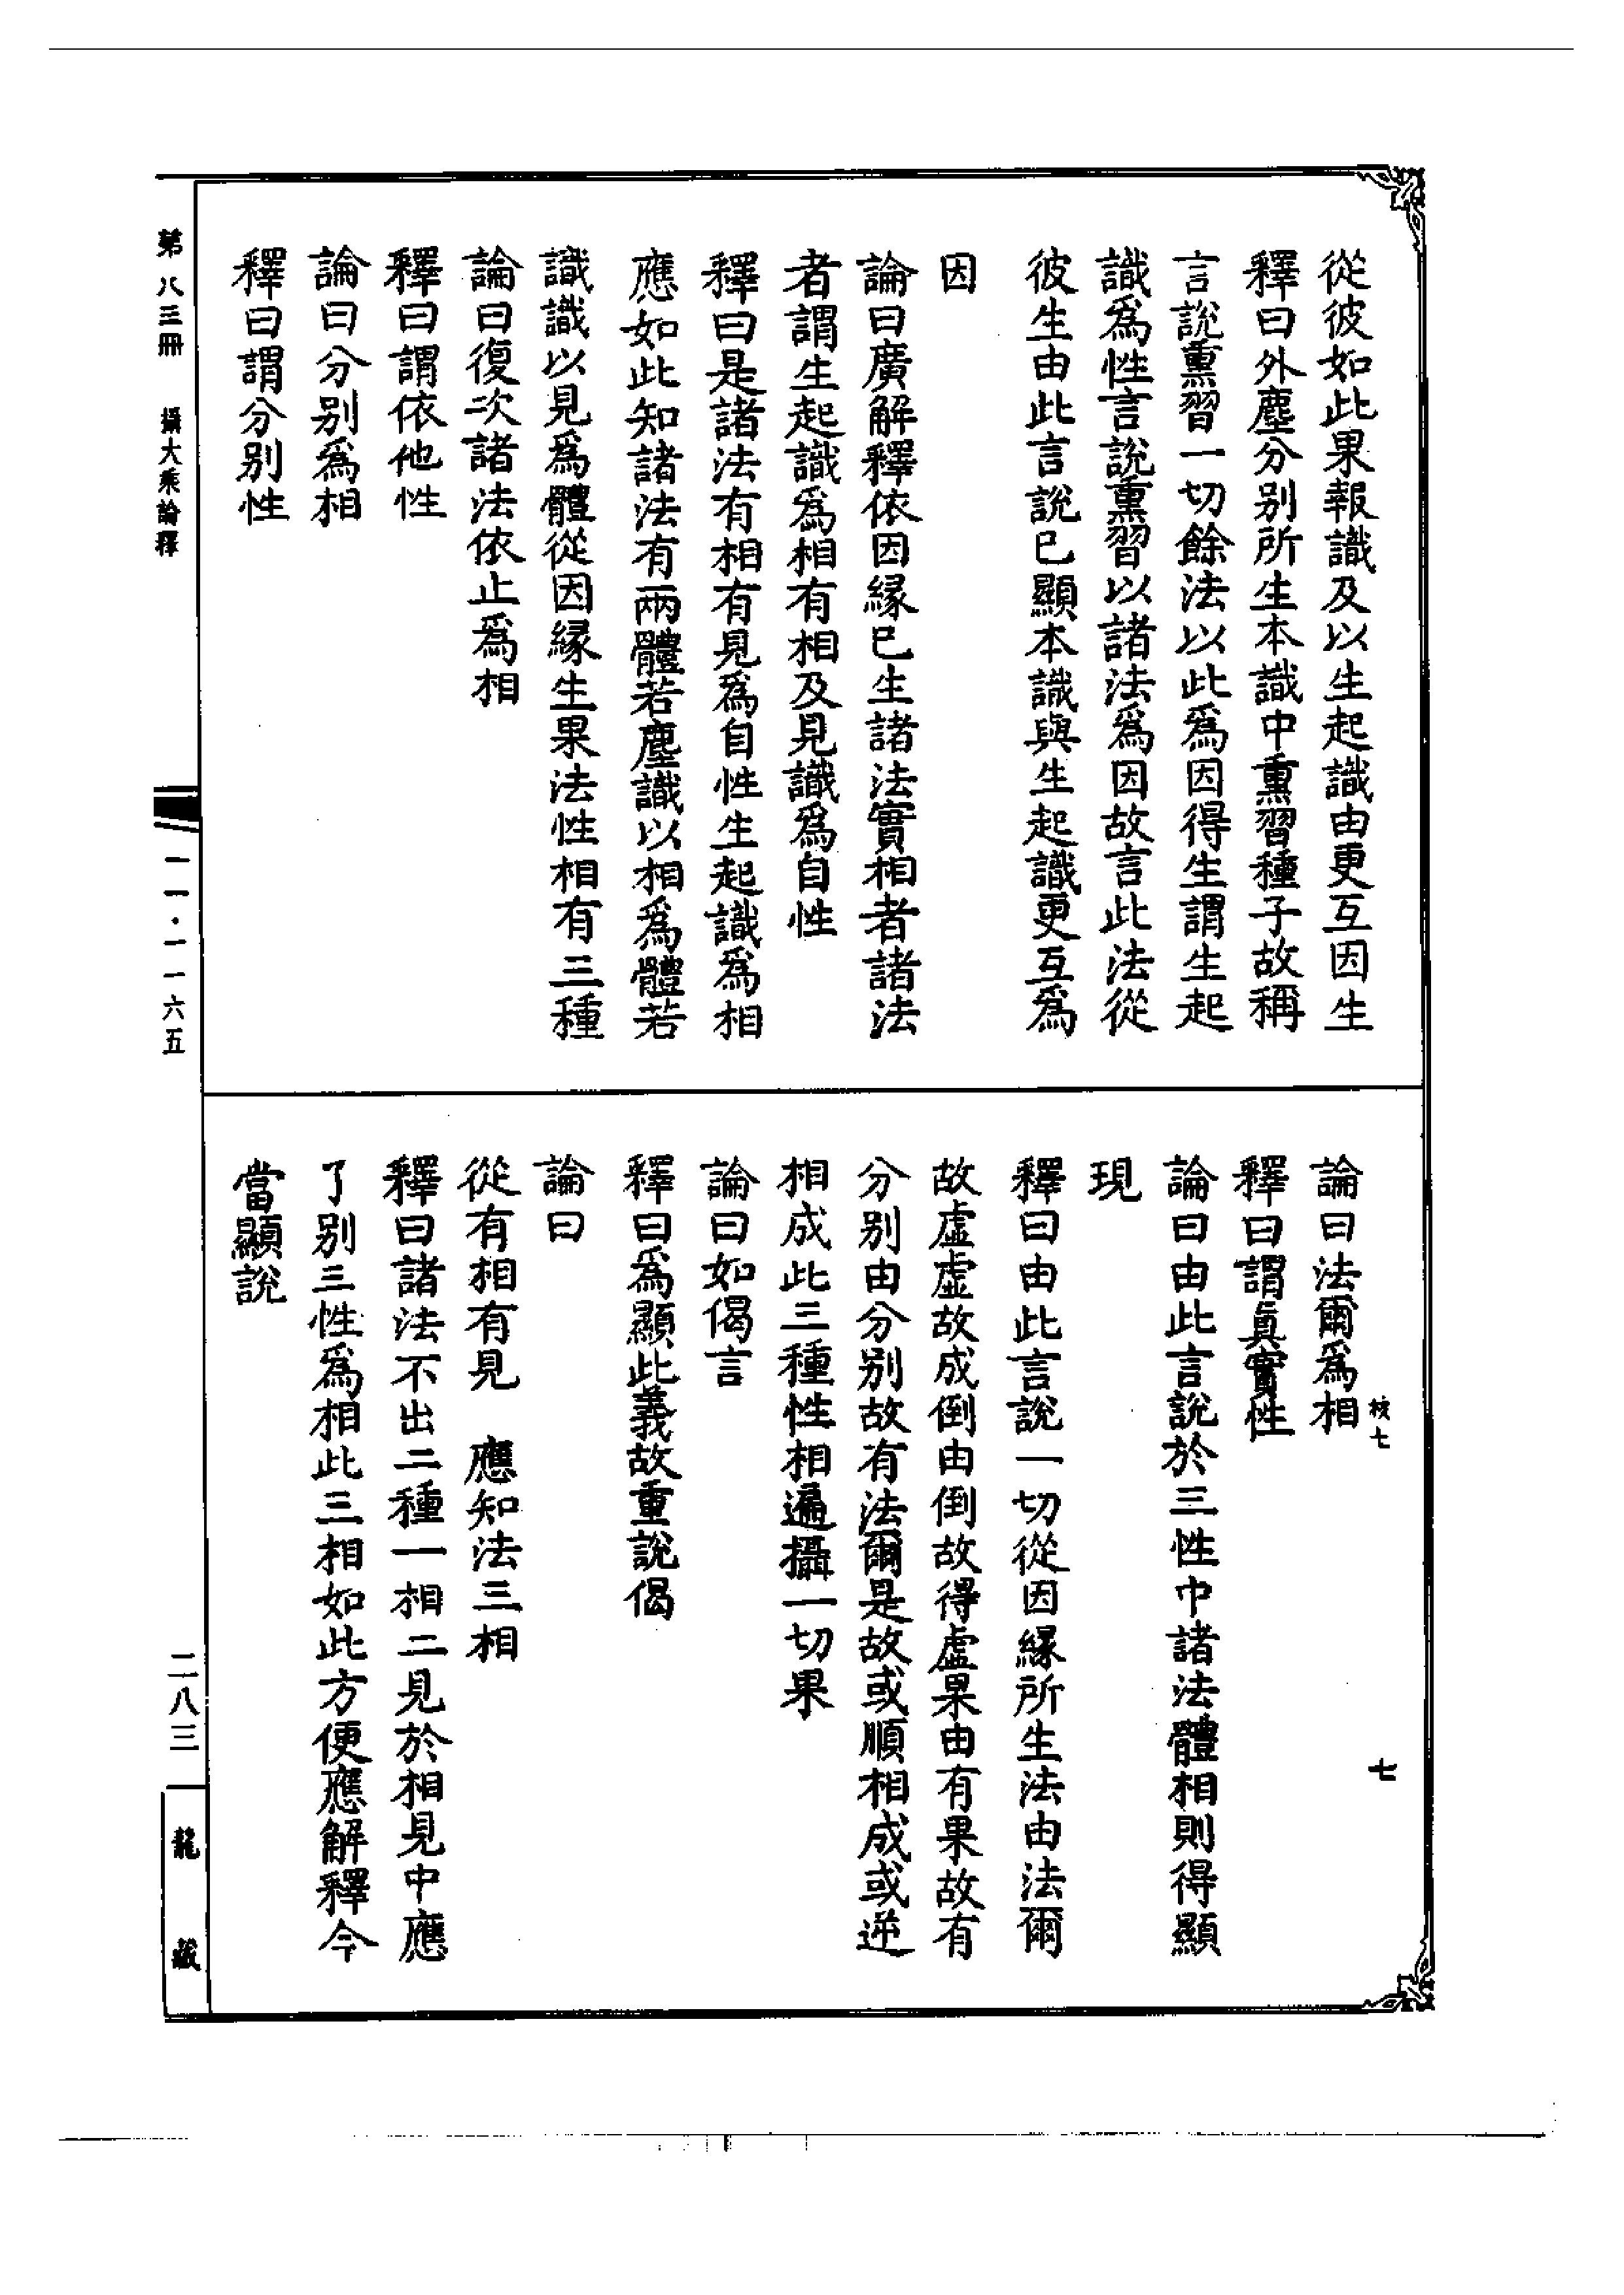 從彼如此果報識及以生起識由更互因生
釋曰外塵分别所生本識中熏習種子故稱
言說熏習一切餘法以此爲因得生謂生起
識爲性言說熏習以諸法爲因故言此法從
彼生由此言說已顯本識與生起識更互爲
因
論曰廣解釋依因緣已生諸法實相者諸法
者謂生起識爲相有相及見識爲自性
釋曰是諸法有相有見爲自性生起識爲相
應如此知諸法有兩體若塵識以相爲體若
識識以見爲體從因緣生果法性相有三種
論曰復次諸法依止爲相
釋曰謂依他性
論曰分别爲相
釋曰謂分别性
論曰法爾爲相
釋曰謂眞實性
論曰由此言說於三性中諸法體相則得顯
現
釋曰由此言說一切從因緣所生法由法爾
故虛虛故成倒由倒故得虛果由有果故有
分别由分别故有法爾是故或順相成或逆
相成此三種性相遍攝一切果
論曰如偈言
釋曰爲顯此義故重說偈
論曰
從有相有見　應知法三相
釋曰諸法不出二種一相二見於相見中應
了别三性爲相此三相如此方便應解釋今
當顯說
核七
七
第八三冊　攝大乘論釋
一一·一一六五
二八三
龍藏